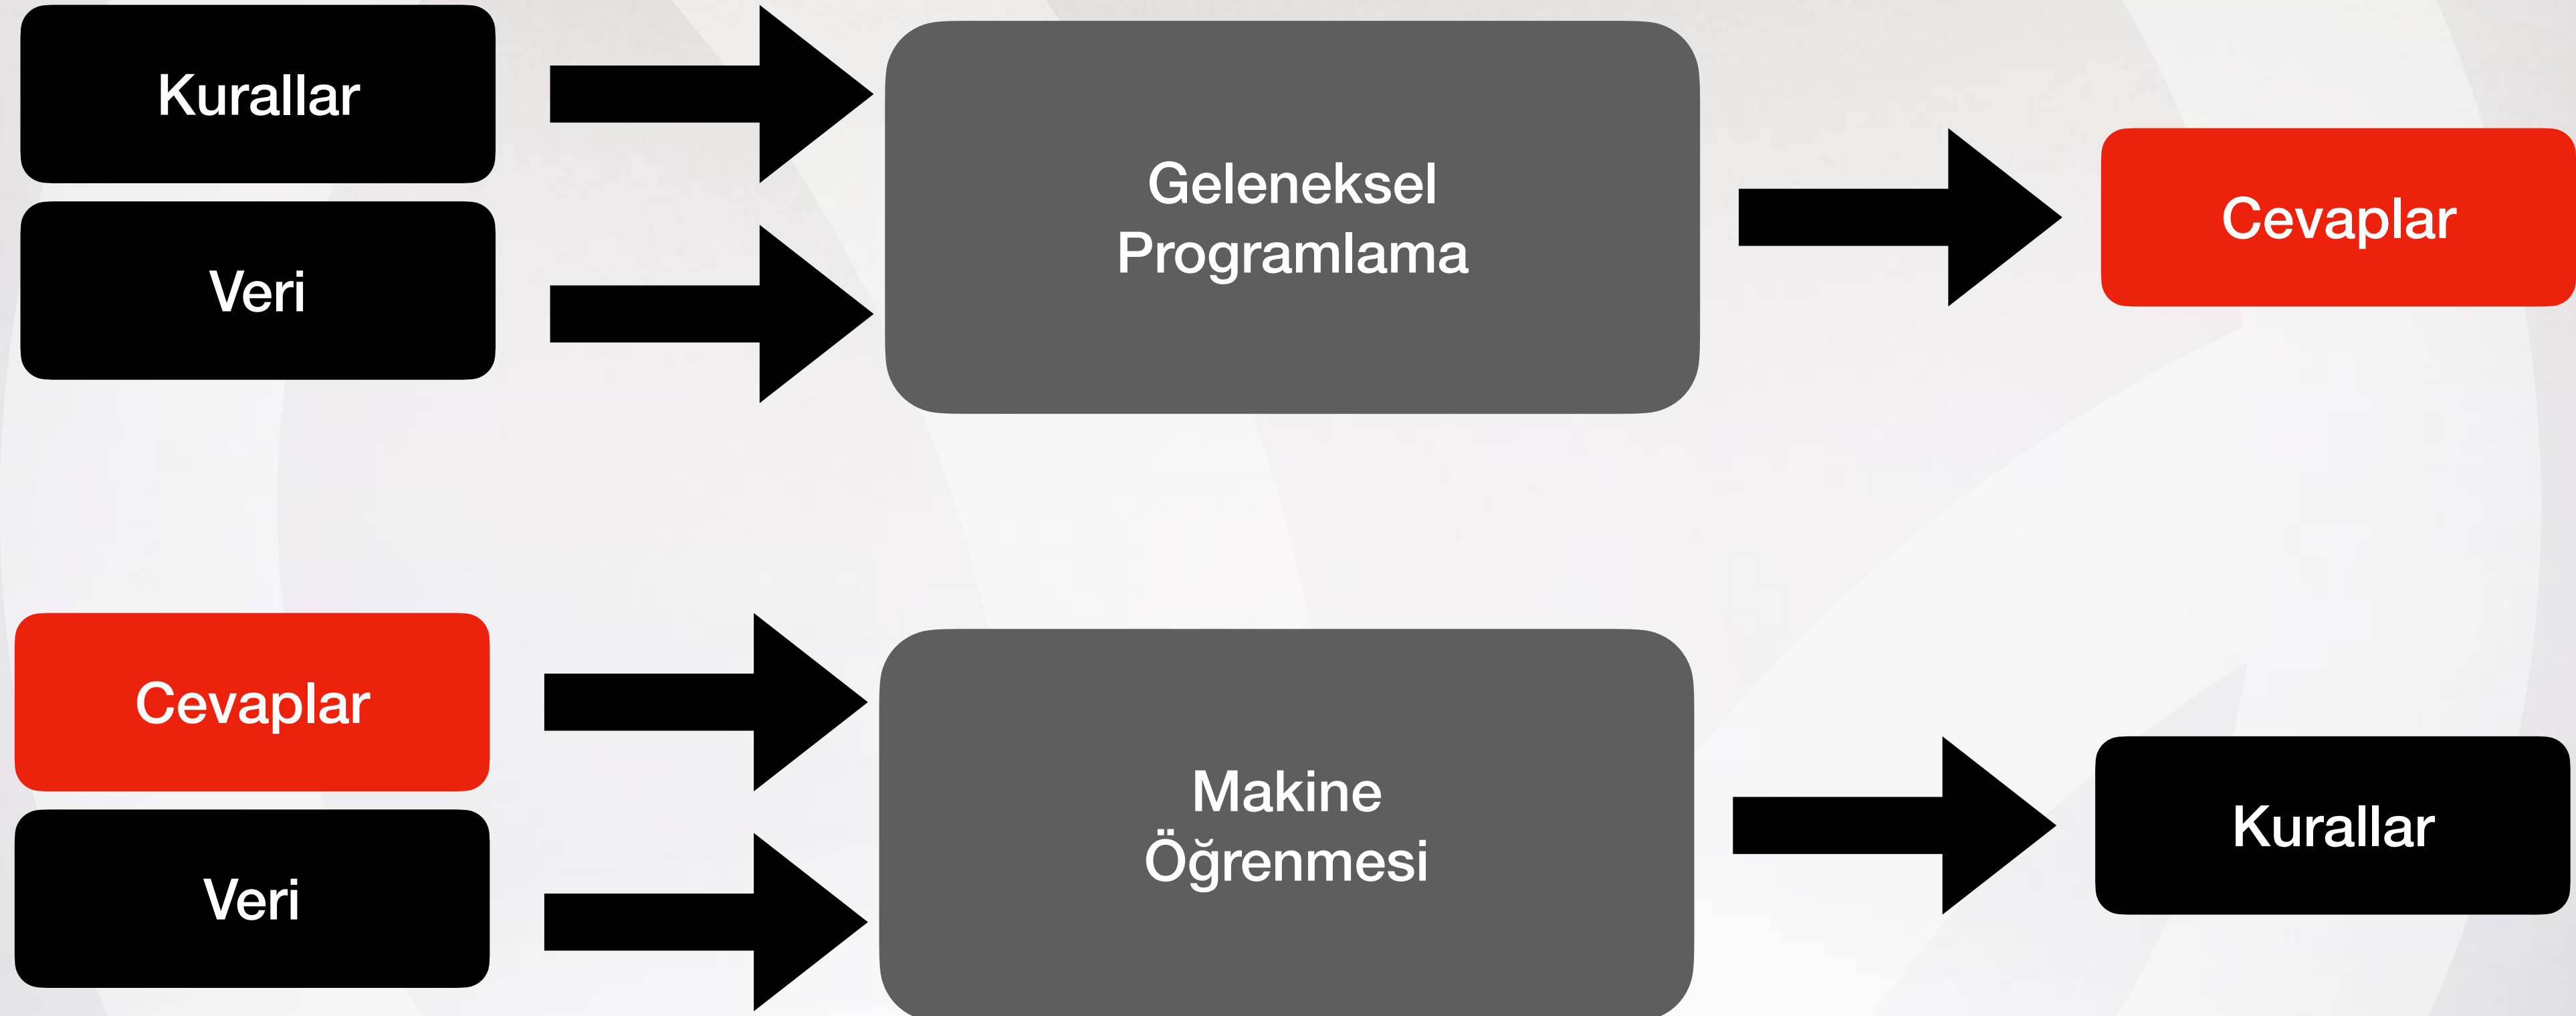 Kurallar
Veri
Geleneksel
Programlama
Cevaplar
Cevaplar
Veri
Makine
Öğrenmesi
Kurallar